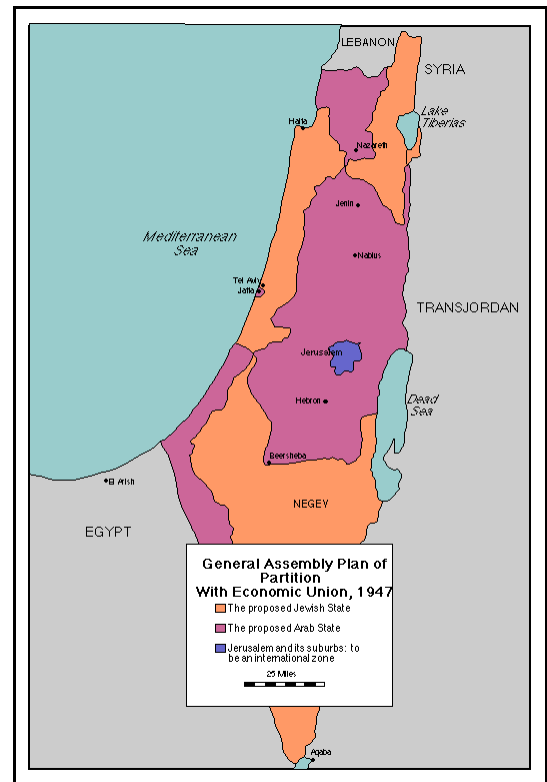 LEBANON
SYRIA
Lake
Tiberias
Haifa
Nazareth
Jenin
Mediterranean
Sea
Nablus
Tel Aviv
Jaffa
TRANSJORDAN
Jerusalem
Dead
Sea
Hebron
Beersheba
El Arish
NEGEV
EGYPT
General Assembly Plan of
Partition
With Economic Union, 1947
The proposed Jewish State
The proposed Arab State
Jerusalem and its suburbs: to
be an international zone
25 Miles
Aqaba